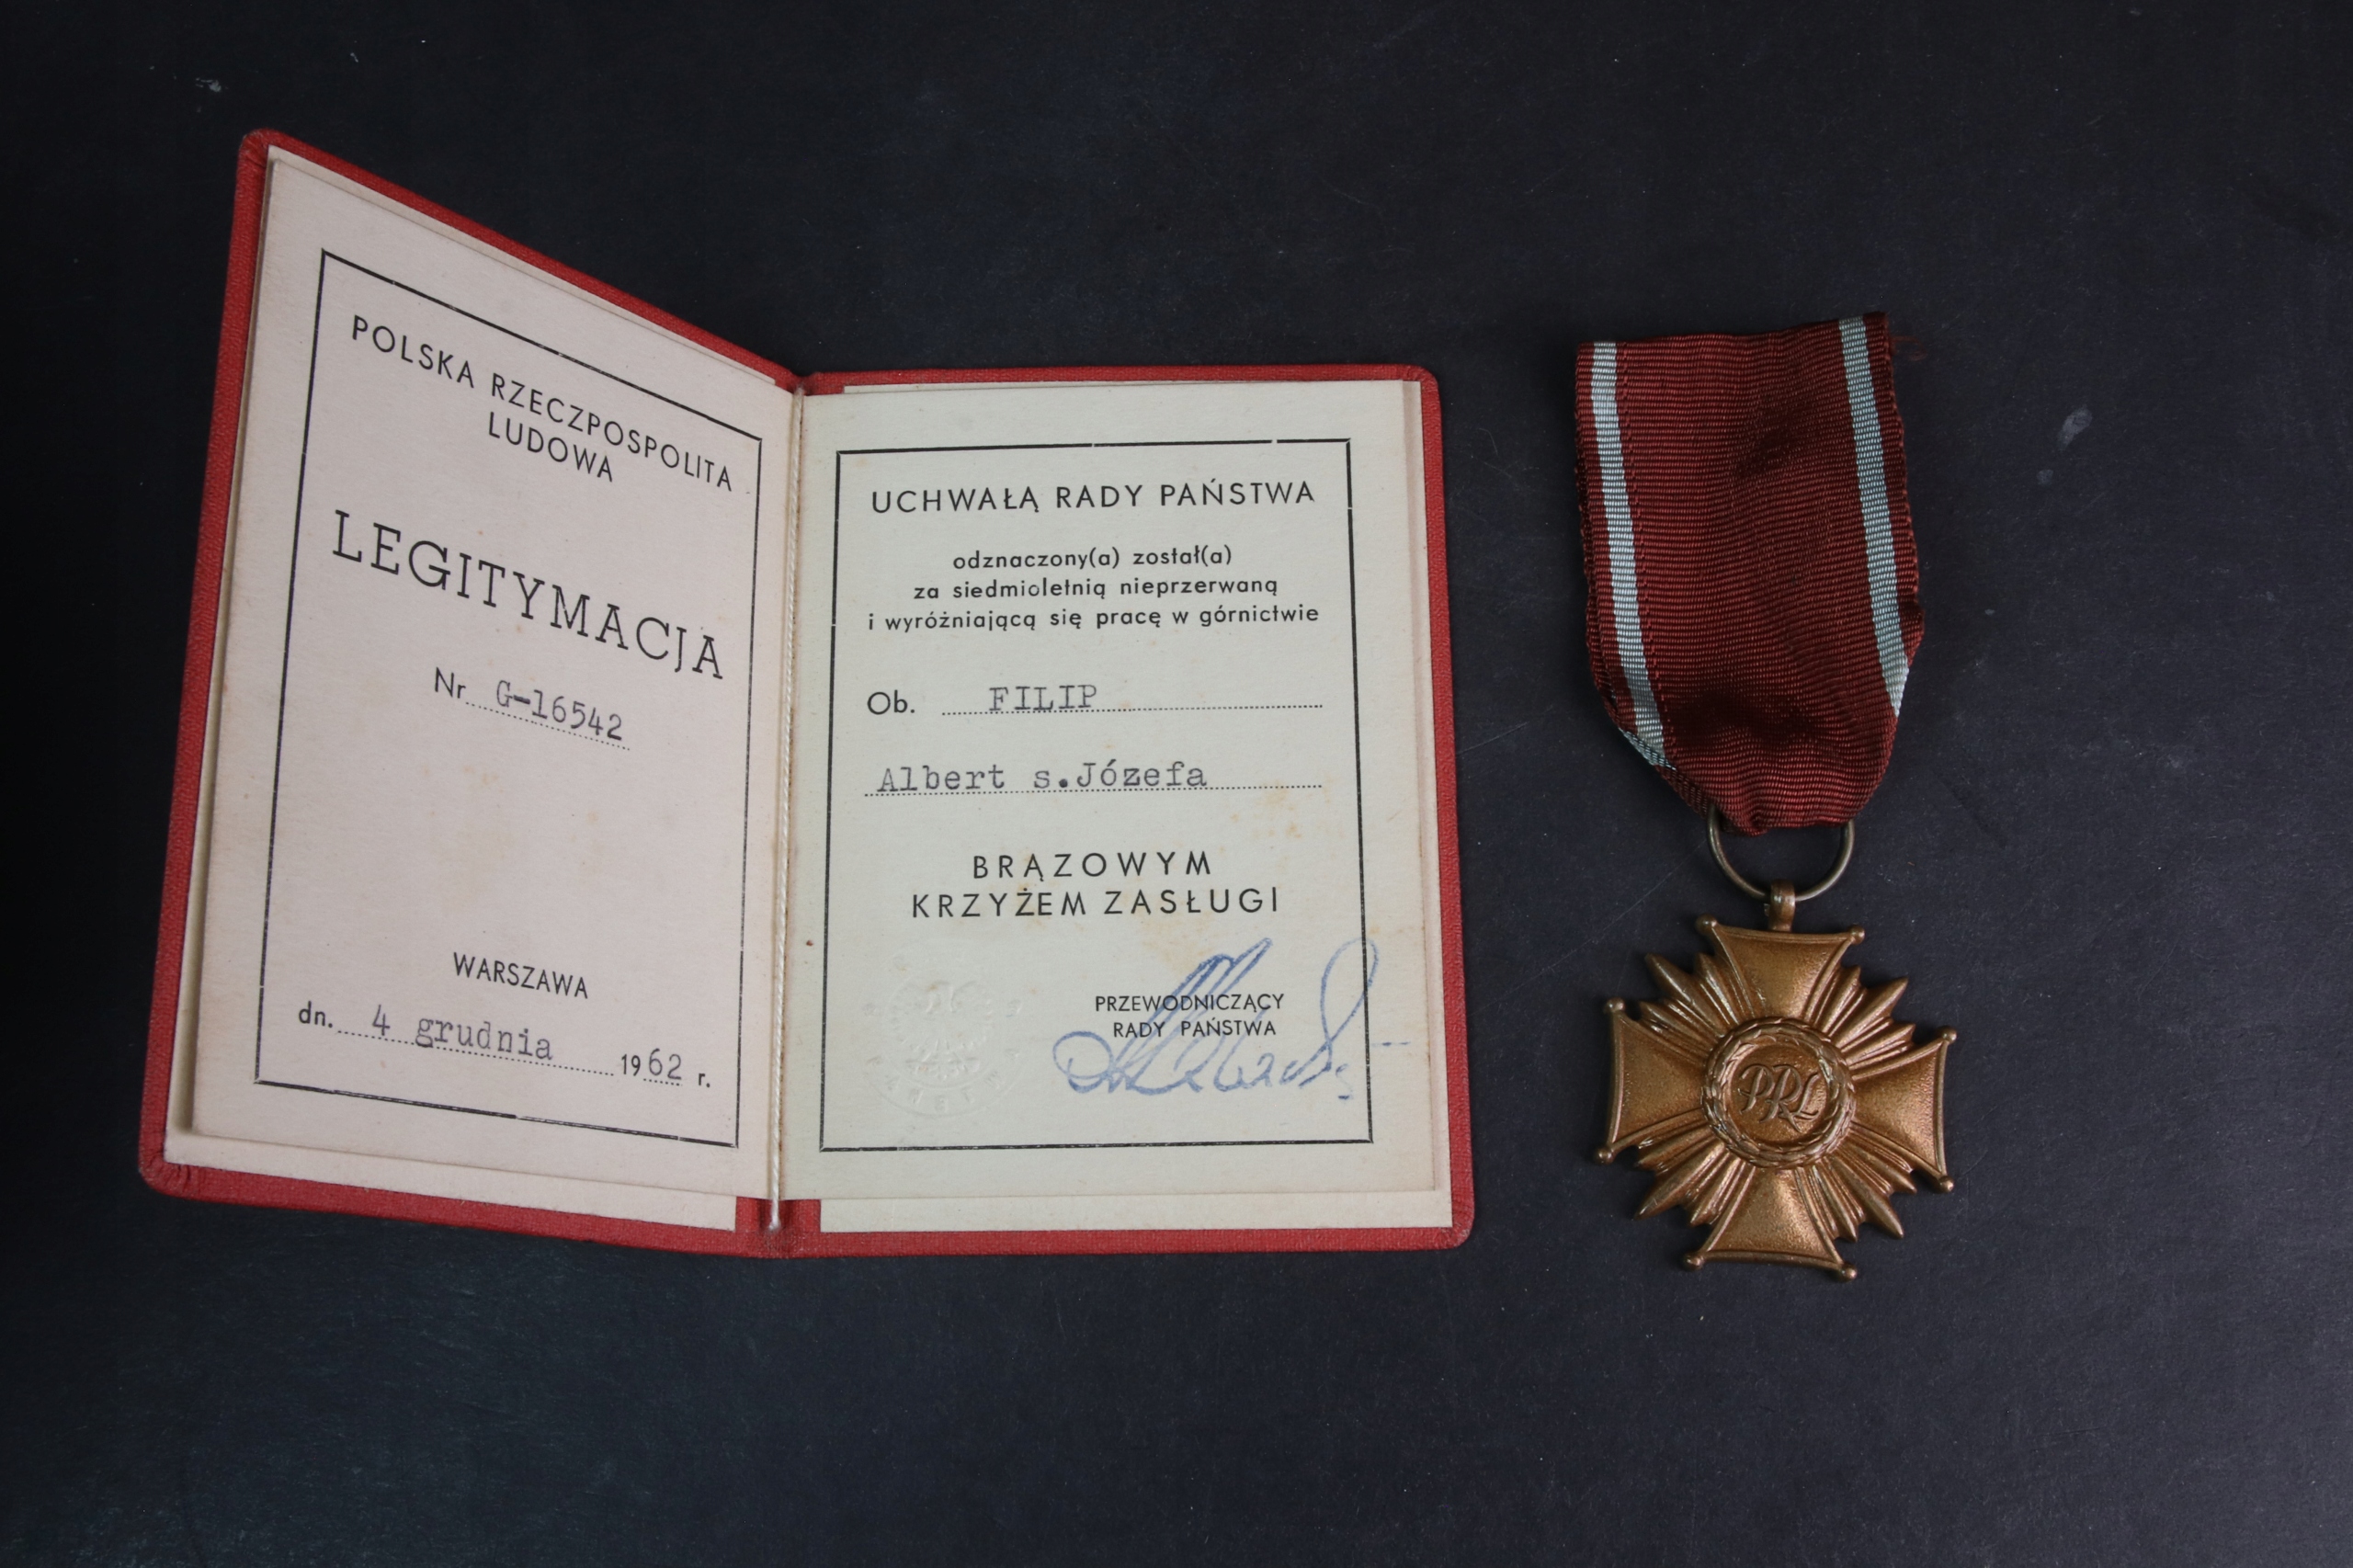 POLSKA RZECZPOSPOLITA
LUDOWA
LEGITYMACJA
Nr G-16542
WARSZAWA
dn. 4 grudnia 1962 r.
UCHWAŁĄ RADY PAŃSTWA
odznaczony(a) został(a)
za siedmioletnią nieprzerwaną
i wyróżniającą się pracę w górnictwie
Ob. FILIP
Albert s.Józefa
BRĄZOWYM
KRZYŻEM ZASŁUGI
PRZEWODNICZĄCY
RADY PAŃSTWA
PRL